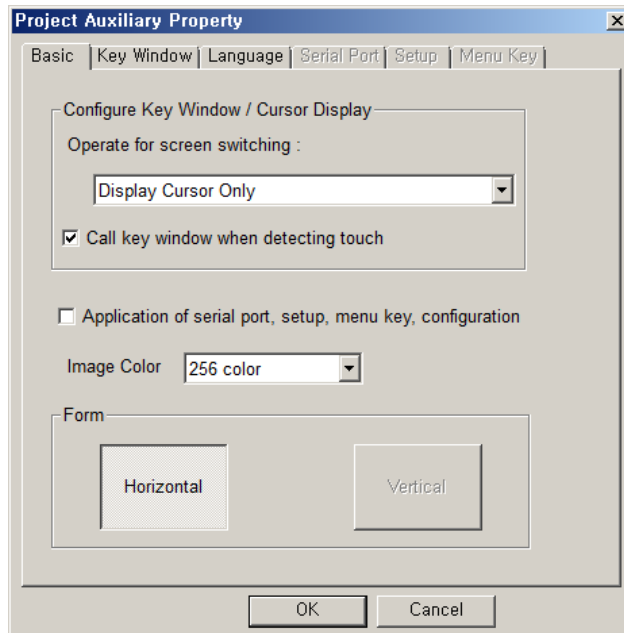 Project Auxiliary Property
Basic Key Window Language Serial Port Setup Menu Key
Configure Key Window / Cursor Display
Operate for screen switching :
Display Cursor Only
Call key window when detecting touch
Application of serial port, setup, menu key, configuration
Image Color 256 color
Form
Horizontal Vertical
OK Cancel